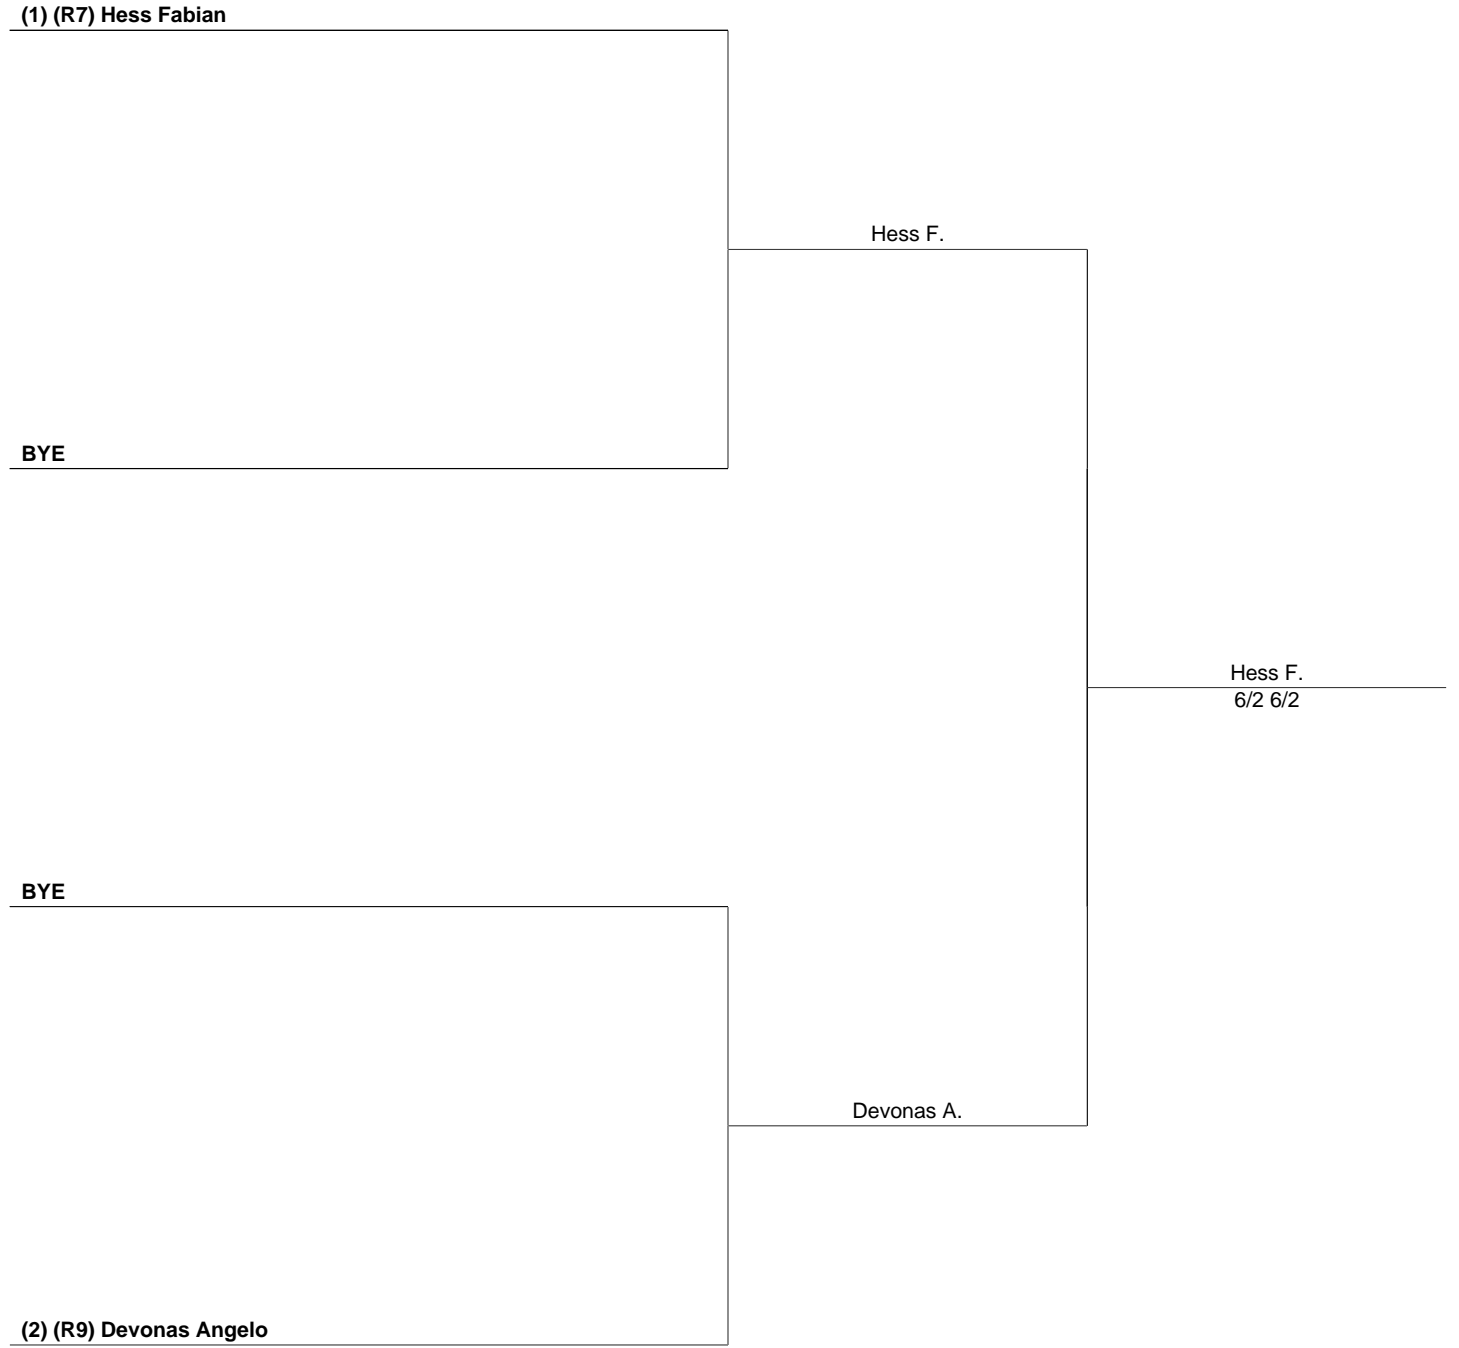 (1) (R7) Hess Fabian
Hess F.
BYE
Hess F.
6/2 6/2
BYE
Devonas A.
(2) (R9) Devonas Angelo